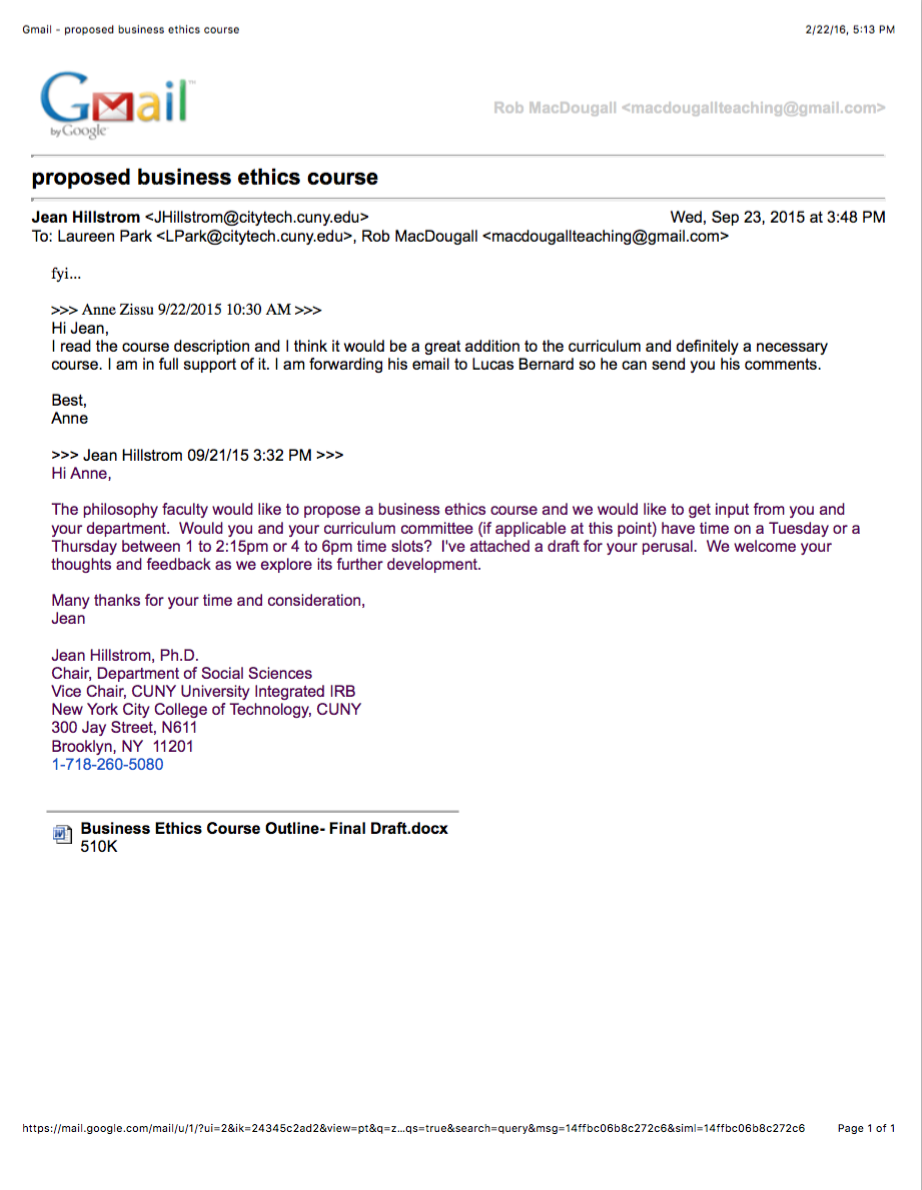 Gmail - proposed business ethics course 2/22/16, 5:13 PM
Gmail™
by Google
Rob MacDougall <macdougallteaching@gmail.com>
proposed business ethics course
Jean Hillstrom <JHillstrom@citytech.cuny.edu> Wed, Sep 23, 2015 at 3:48 PM
To: Laureen Park <LPark@citytech.cuny.edu>, Rob MacDougall <macdougallteaching@gmail.com>
fyi...
>>> Anne Zissu 9/22/2015 10:30 AM >>>
Hi Jean,
I read the course description and I think it would be a great addition to the curriculum and definitely a necessary
course. I am in full support of it. I am forwarding his email to Lucas Bernard so he can send you his comments.
Best,
Anne
>>> Jean Hillstrom 09/21/15 3:32 PM >>>
Hi Anne,
The philosophy faculty would like to propose a business ethics course and we would like to get input from you and
your department.  Would you and your curriculum committee (if applicable at this point) have time on a Tuesday or a
Thursday between 1 to 2:15pm or 4 to 6pm time slots?  I've attached a draft for your perusal.  We welcome your
thoughts and feedback as we explore its further development.
Many thanks for your time and consideration,
Jean
Jean Hillstrom, Ph.D.
Chair, Department of Social Sciences
Vice Chair, CUNY University Integrated IRB
New York City College of Technology, CUNY
300 Jay Street, N611
Brooklyn, NY  11201
1-718-260-5080
Business Ethics Course Outline- Final Draft.docx
510K
https://mail.google.com/mail/u/1/?ui=2&ik=24345c2ad2&view=pt&q=z...qs=true&search=query&msg=14ffbc06b8c272c6&siml=14ffbc06b8c272c6 Page 1 of 1